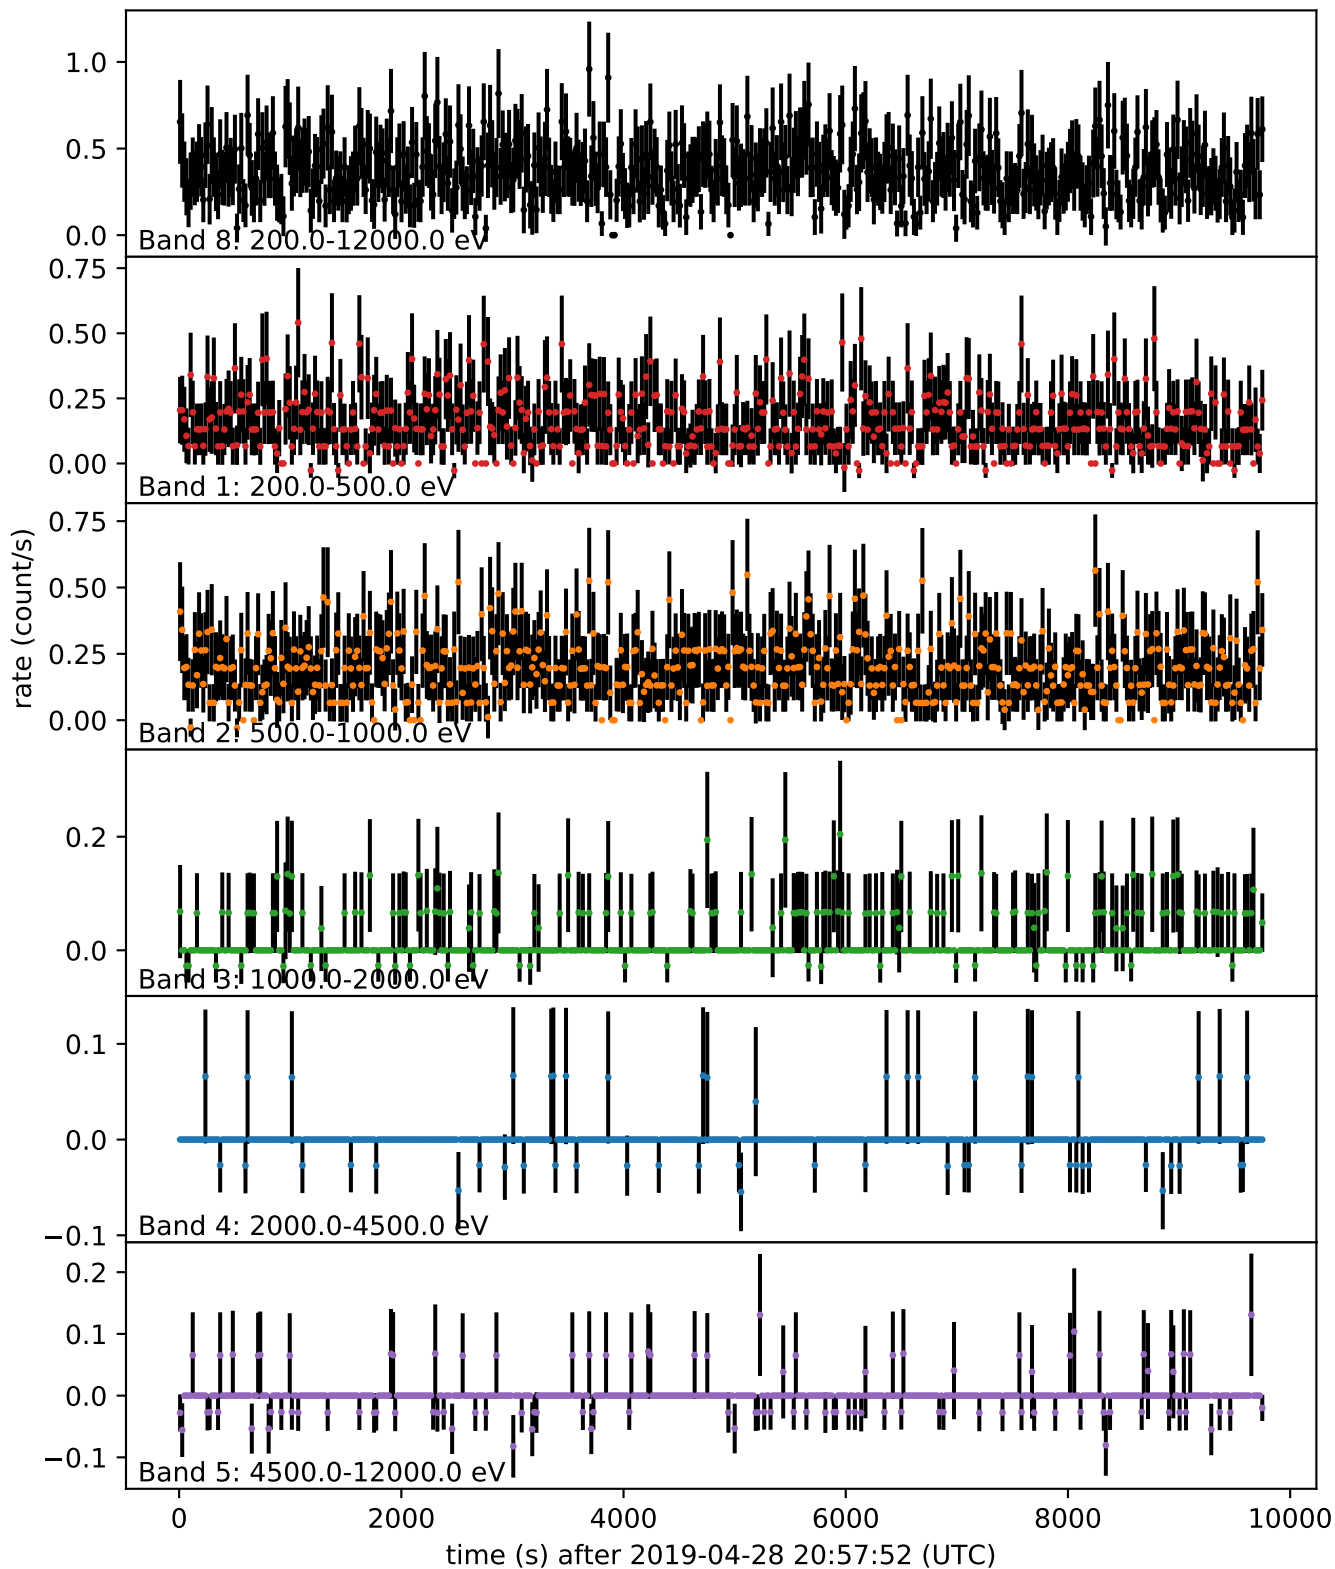 1.0
0.5
0.0
Band 8: 200.0-12000.0 eV
0.75
0.50
0.25
0.00
Band 1: 200.0-500.0 eV
0.75
0.50
0.25
0.00
Band 2: 500.0-1000.0 eV
rate (count/s)
0.2
0.0
Band 3: 1000.0-2000.0 eV
0.1
0.0
−0.1
Band 4: 2000.0-4500.0 eV
0.2
0.1
0.0
−0.1
Band 5: 4500.0-12000.0 eV
0 2000 4000 6000 8000 10000
time (s) after 2019-04-28 20:57:52 (UTC)